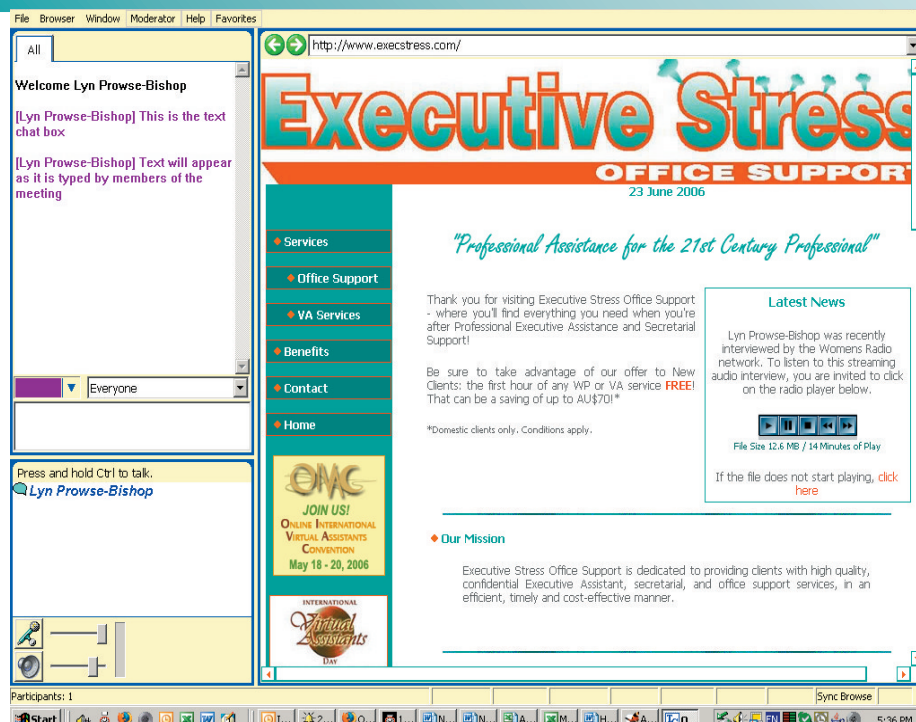 File Browser Window Moderator Help Favorites
All
Welcome Lyn Prowse-Bishop
[Lyn Prowse-Bishop] This is the text
chat box
[Lyn Prowse-Bishop] Text will appear
as it is typed by members of the
meeting
Everyone
Press and hold Ctrl to talk.
Lyn Prowse-Bishop
http://www.execstress.com/
Executive Stress
OFFICE SUPPORT
23 June 2006
Services
Office Support
VA Services
Benefits
Contact
Home
OIVAC
JOIN US!
ONLINE INTERNATIONAL
VIRTUAL ASSISTANTS
CONVENTION
May 18 - 20, 2006
INTERNATIONAL
Virtual
Assistants
DAY
"Professional Assistance for the 21st Century Professional"
Thank you for visiting Executive Stress Office Support
- where you'll find everything you need when you're
after Professional Executive Assistance and Secretarial
Support!
Be sure to take advantage of our offer to New
Clients: the first hour of any WP or VA service FREE!
That can be a saving of up to AU$70!*
*Domestic clients only. Conditions apply.
Latest News
Lyn Prowse-Bishop was recently
interviewed by the Womens Radio
network. To listen to this streaming
audio interview, you are invited to click
on the radio player below.
File Size 12.6 MB / 14 Minutes of Play
If the file does not start playing, click
here
Our Mission
Executive Stress Office Support is dedicated to providing clients with high quality,
confidential Executive Assistant, secretarial, and office support services, in an
efficient, timely and cost-effective manner.
Participants: 1
Sync Browse
Start
5:36 PM